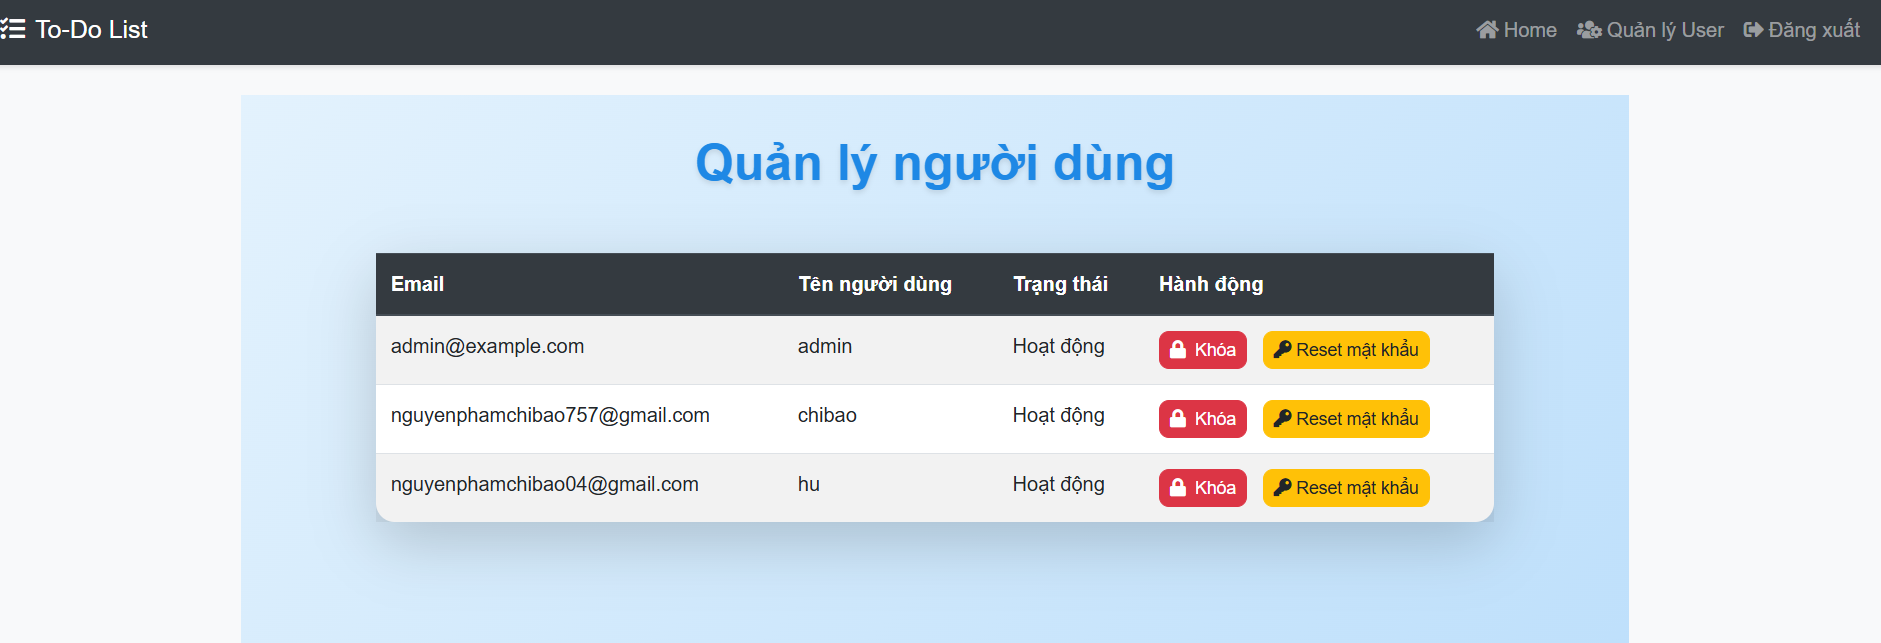 To-Do List Home Quản lý User Đăng xuất
Quản lý người dùng
Email Tên người dùng Trạng thái Hành động
admin@example.com admin Hoạt động Khóa Reset mật khẩu
nguyenphamchibao757@gmail.com chibao Hoạt động Khóa Reset mật khẩu
nguyenphamchibao04@gmail.com hu Hoạt động Khóa Reset mật khẩu